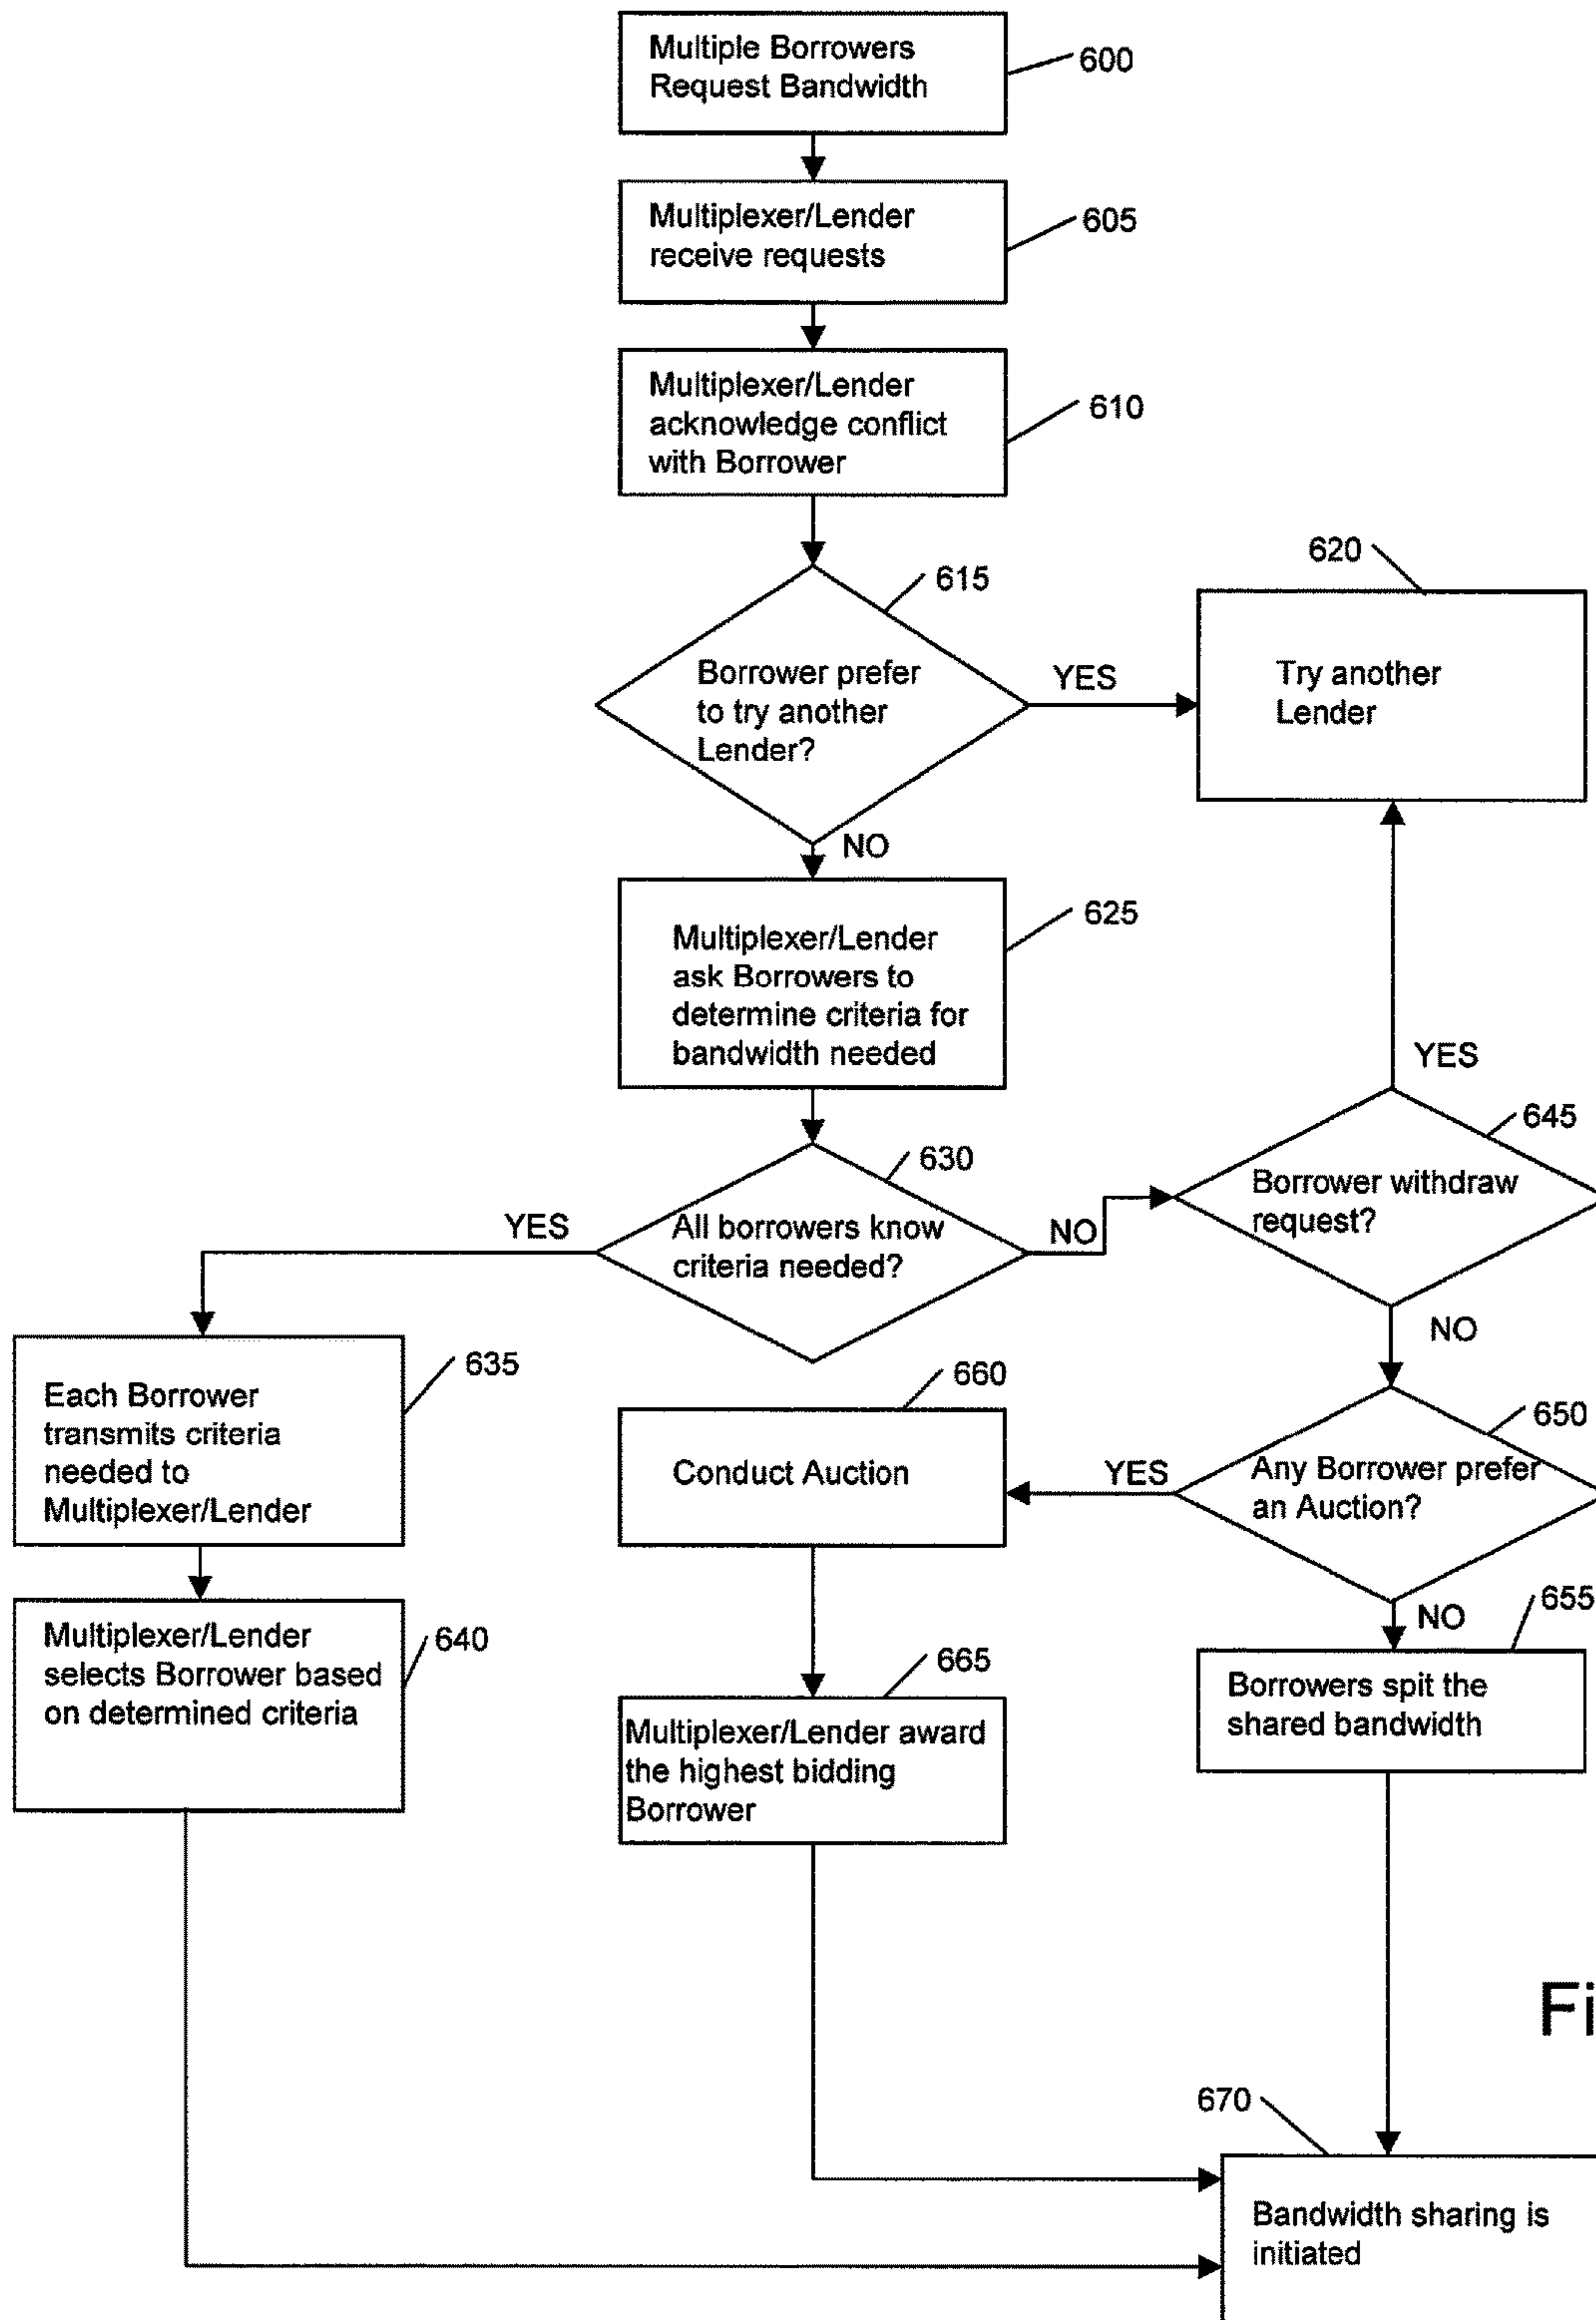 Multiple Borrowers
Request Bandwidth
600
Multiplexer/Lender
receive requests
605
Multiplexer/Lender
acknowledge conflict
with Borrower
610
615
Borrower prefer
to try another
Lender?
YES
620
Try another
Lender
NO
625
Multiplexer/Lender
ask Borrowers to
determine criteria for
bandwidth needed
YES
645
Borrower withdraw
request?
630
All borrowers know
criteria needed?
YES
NO
NO
635
Each Borrower
transmits criteria
needed to
Multiplexer/Lender
660
Conduct Auction
650
Any Borrower prefer
an Auction?
YES
NO
655
Borrowers spit the
shared bandwidth
640
Multiplexer/Lender
selects Borrower based
on determined criteria
665
Multiplexer/Lender award
the highest bidding
Borrower
Fi
670
Bandwidth sharing is
initiated